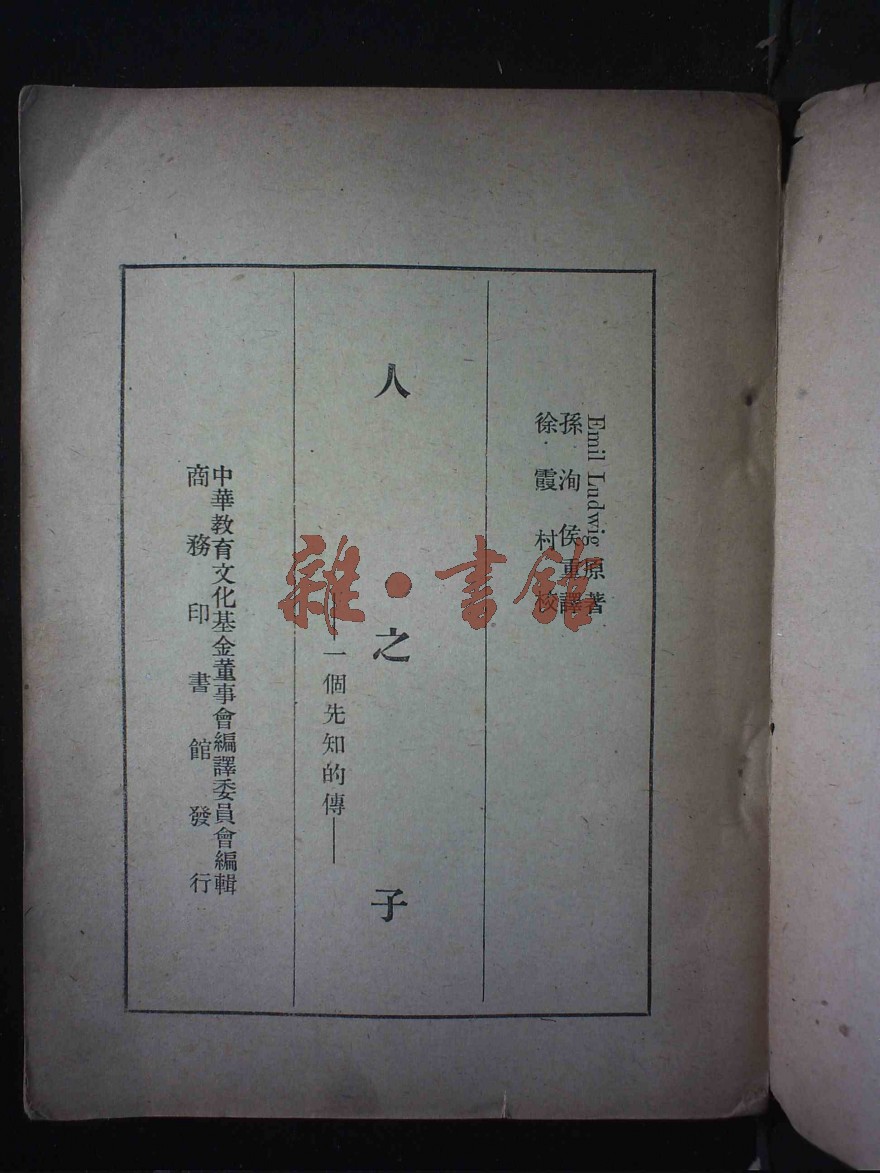 Emil Ludwig 原著
孫洵侯重譯
徐霞村校
人之子
一個先知的傳——
中華教育文化基金董事會編譯委員會編輯
商務印書館發行
雜·書館